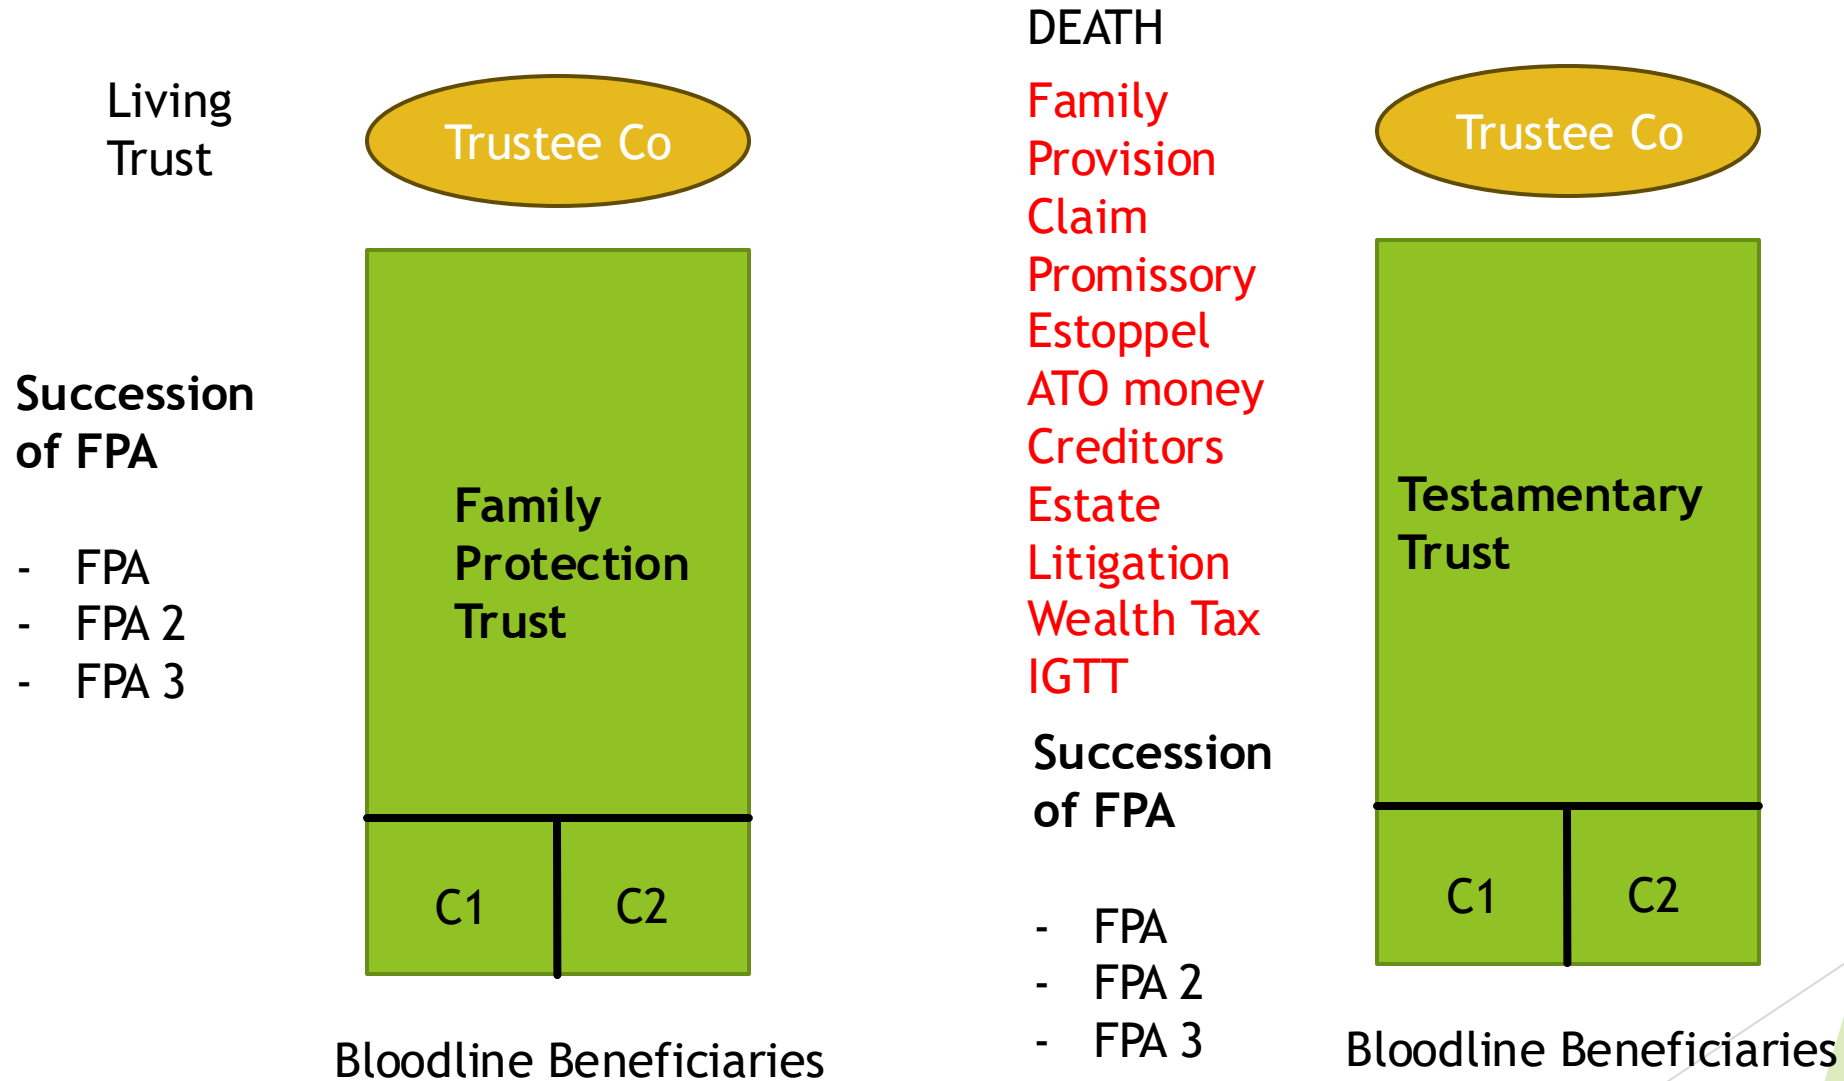 Living
Trust
Trustee Co
Succession
of FPA
- FPA
- FPA 2
- FPA 3
Family
Protection
Trust
C1
C2
Bloodline Beneficiaries
DEATH
Family
Provision
Claim
Promissory
Estoppel
ATO money
Creditors
Estate
Litigation
Wealth Tax
IGTT
Succession
of FPA
- FPA
- FPA 2
- FPA 3
Trustee Co
Testamentary
Trust
C1
C2
Bloodline Beneficiaries